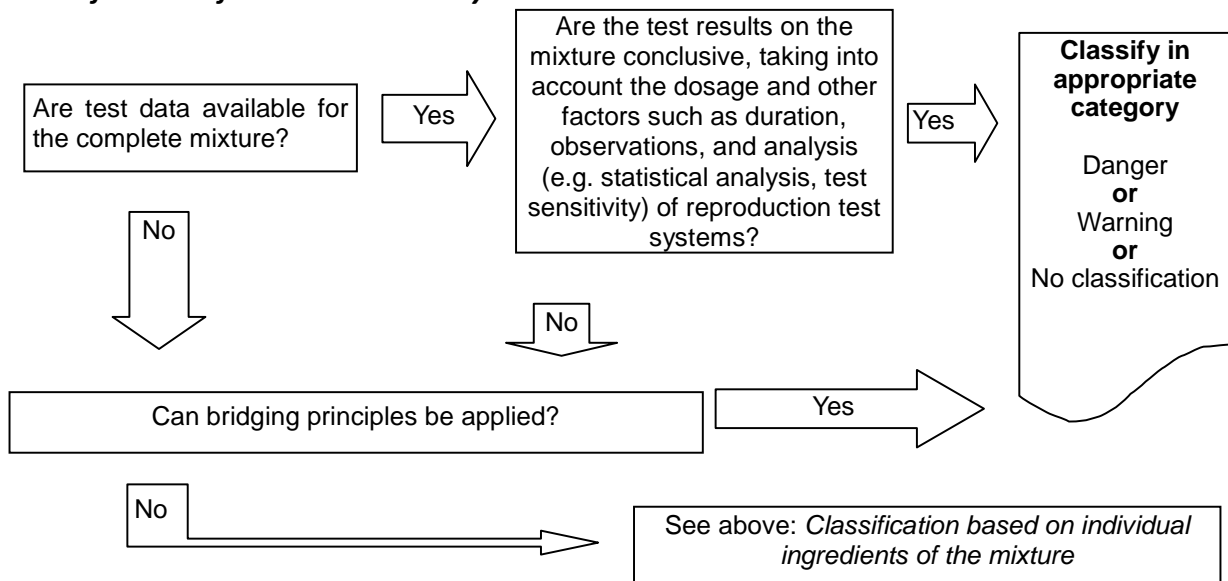 Are test data available for
the complete mixture?
Yes
Are the test results on the
mixture conclusive, taking into
account the dosage and other
factors such as duration,
observations, and analysis
(e.g. statistical analysis, test
sensitivity) of reproduction test
systems?
Yes
Classify in
appropriate
category
Danger
or
Warning
or
No classification
No
No
Can bridging principles be applied?
Yes
No
See above: Classification based on individual
ingredients of the mixture